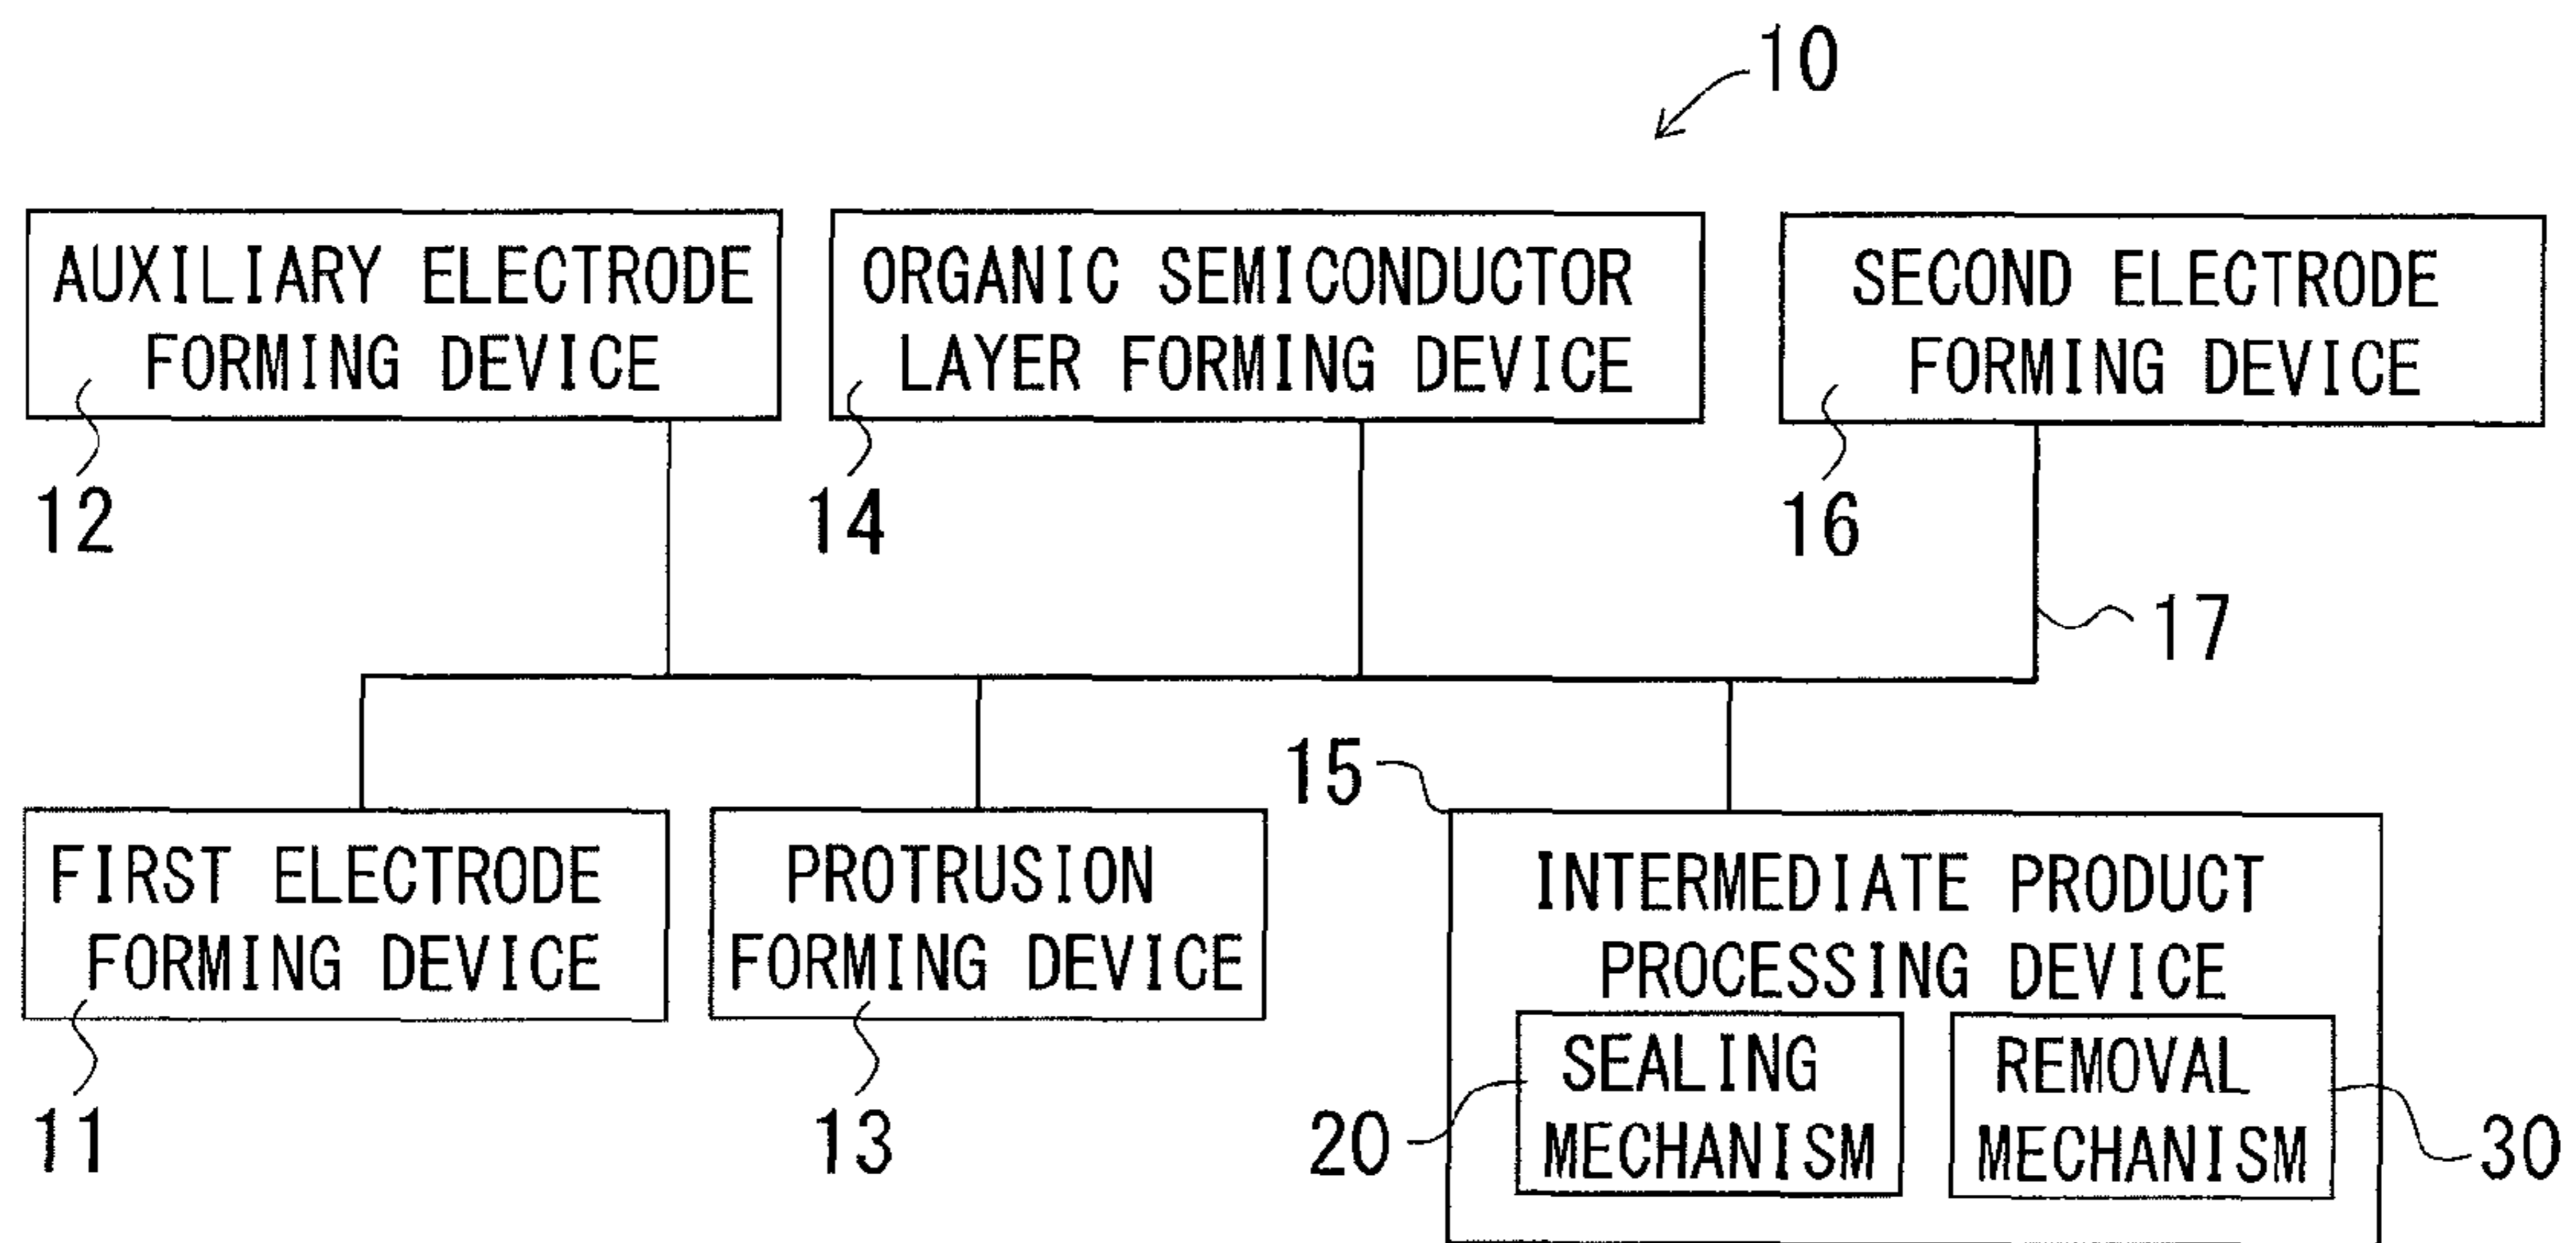 10
AUXILIARY ELECTRODE
FORMING DEVICE
12
ORGANIC SEMICONDUCTOR
LAYER FORMING DEVICE
14
SECOND ELECTRODE
FORMING DEVICE
16
17
FIRST ELECTRODE
FORMING DEVICE
11
PROTRUSION
FORMING DEVICE
13
15
INTERMEDIATE PRODUCT
PROCESSING DEVICE
SEALING
MECHANISM
20
REMOVAL
MECHANISM
30